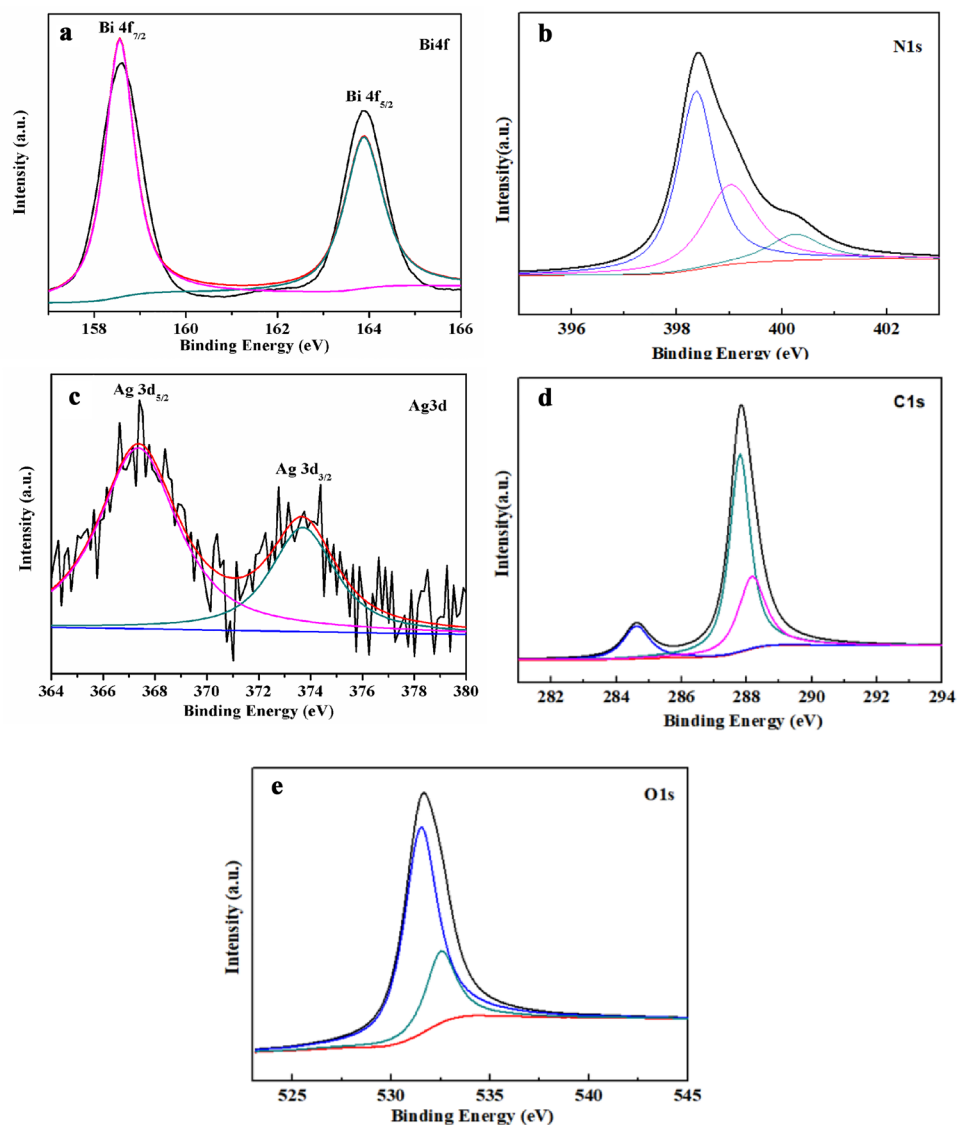 a
Bi 4f7/2
Bi4f
Bi 4f5/2
Intensity (a.u.)
158 160 162 164 166
Binding Energy (eV)
b
N1s
Intensity(a.u.)
396 398 400 402
Binding Energy (eV)
c
Ag 3d5/2
Ag3d
Ag 3d3/2
Intensity (a.u.)
364 366 368 370 372 374 376 378 380
Binding Energy (eV)
d
C1s
Intensity(a.u.)
282 284 286 288 290 292 294
Binding Energy (eV)
e
O1s
Intensity (a.u.)
525 530 535 540 545
Binding Energy (eV)